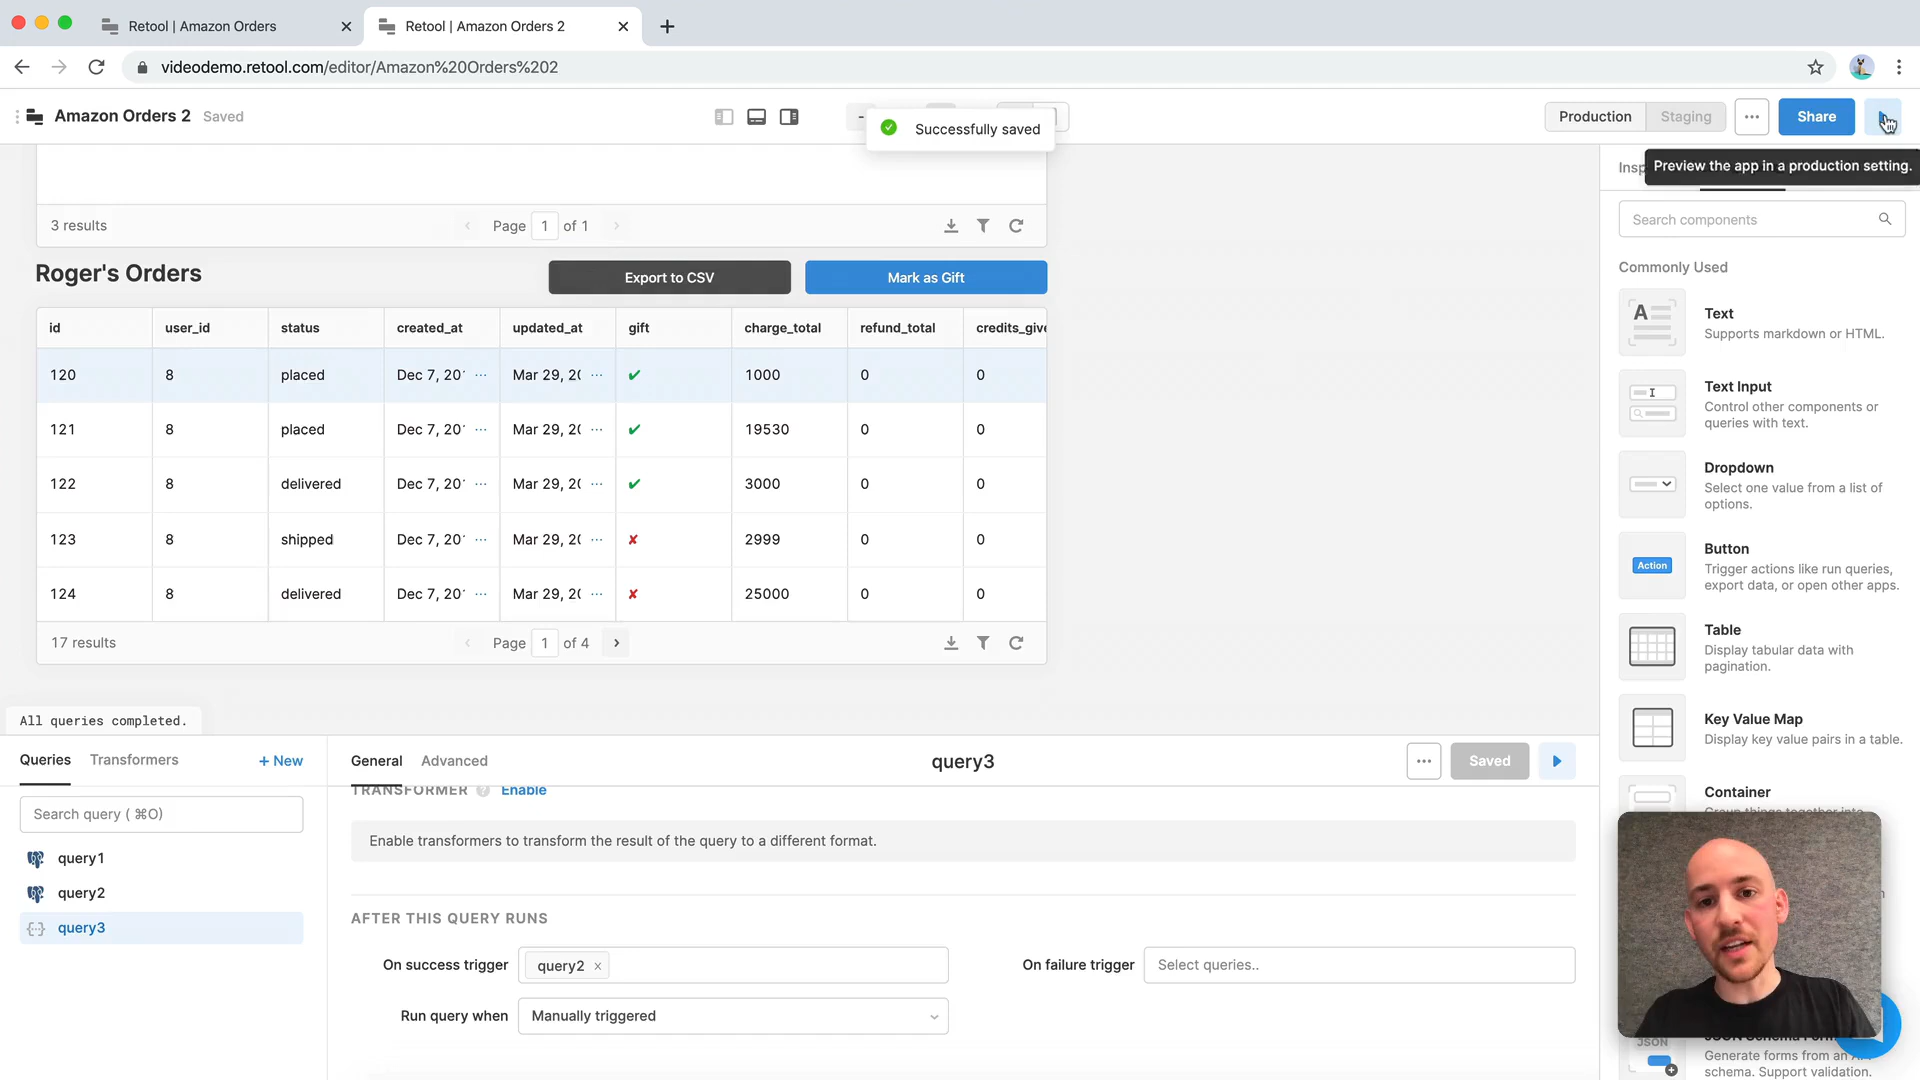 Retool | Amazon Orders
Retool | Amazon Orders 2
videodemo.retool.com/editor/Amazon%20Orders%202
Amazon Orders 2 Saved
Successfully saved
Production Staging
Share
Preview the app in a production setting.
3 results
Page 1 of 1
Search components
Commonly Used
Roger's Orders
Export to CSV
Mark as Gift
id user_id status created_at updated_at gift charge_total refund_total
120 8 placed Dec 7, 20 ... Mar 29, 20 ... ✔ 1000 0 0
121 8 placed Dec 7, 20 ... Mar 29, 20 ... ✔ 19530 0 0
122 8 delivered Dec 7, 20 ... Mar 29, 20 ... ✔ 3000 0 0
123 8 shipped Dec 7, 20 ... Mar 29, 20 ... ✘ 2999 0 0
124 8 delivered Dec 7, 20 ... Mar 29, 20 ... ✘ 25000 0 0
17 results
Page 1 of 4
Text
Supports markdown or HTML.
Text Input
Control other components or
queries with text.
Dropdown
Select one value from a list of
options.
Action
Button
Trigger actions like run queries,
export data, or open other apps.
Table
Display tabular data with
pagination.
Key Value Map
Display key value pairs in a table.
Container
JSON
Generate forms from an
schema. Support validation.
All queries completed.
Queries Transformers + New
Search query ( ⌘O)
query1
query2
query3
General Advanced
query3
Saved
TRANSFORMER ? Enable
Enable transformers to transform the result of the query to a different format.
AFTER THIS QUERY RUNS
On success trigger query2 ×
On failure trigger Select queries..
Run query when Manually triggered